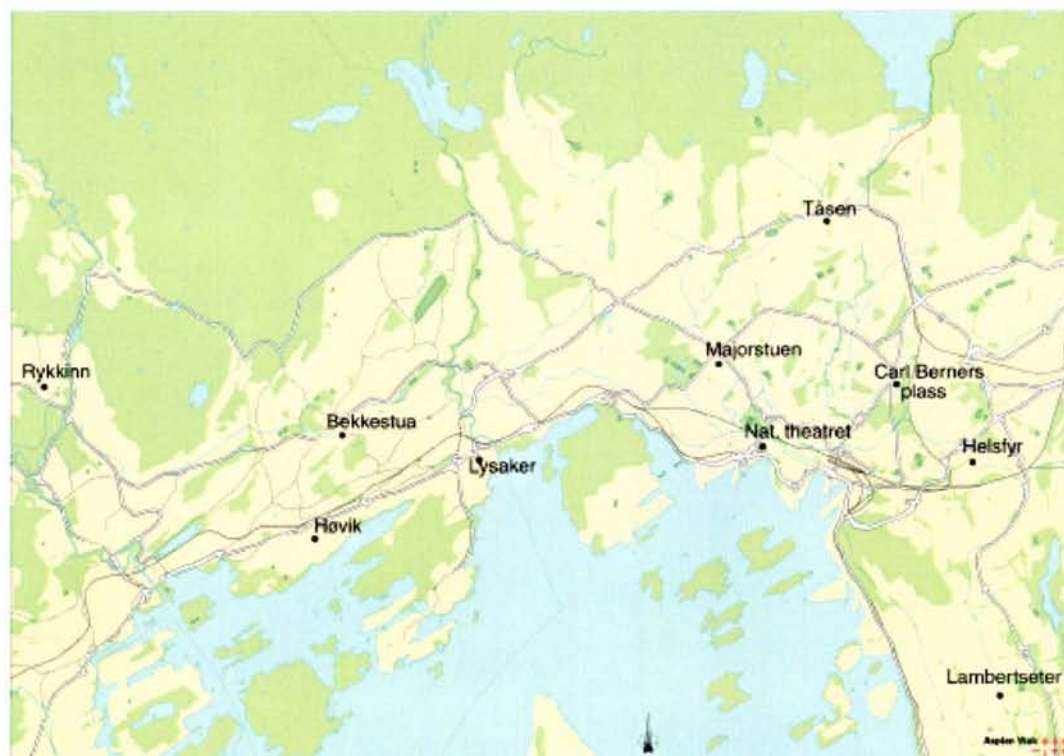 Tåsen
Majorstuen
Rykkinn
Carl Berners
plass
Bekkestua
Nat. theatret
Helsfyr
Lysaker
Høvik
Lambertseter